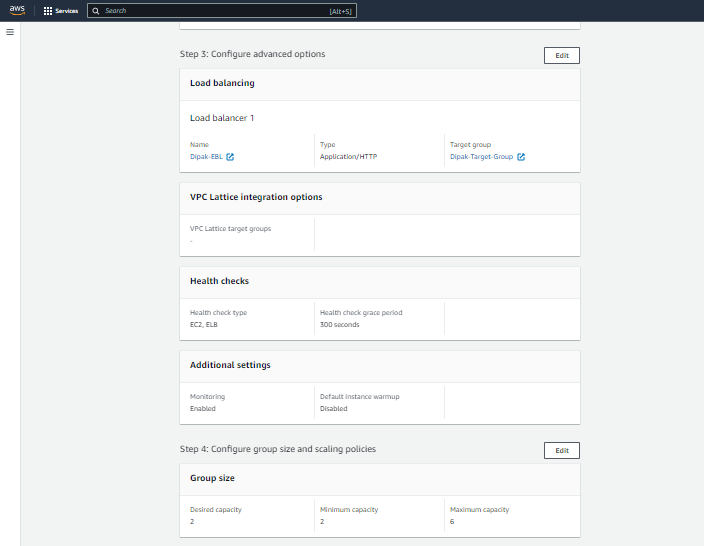 aws
Services
Search
[Alt+S]
Step 3: Configure advanced options
Edit
Load balancing
Load balancer 1
Name
Type
Target group
Dipak-EBL
Application/HTTP
Dipak-Target-Group
VPC Lattice integration options
VPC Lattice target groups
-
Health checks
Health check type
Health check grace period
EC2, ELB
300 seconds
Additional settings
Monitoring
Default instance warmup
Enabled
Disabled
Step 4: Configure group size and scaling policies
Edit
Group size
Desired capacity
Minimum capacity
Maximum capacity
2
2
6